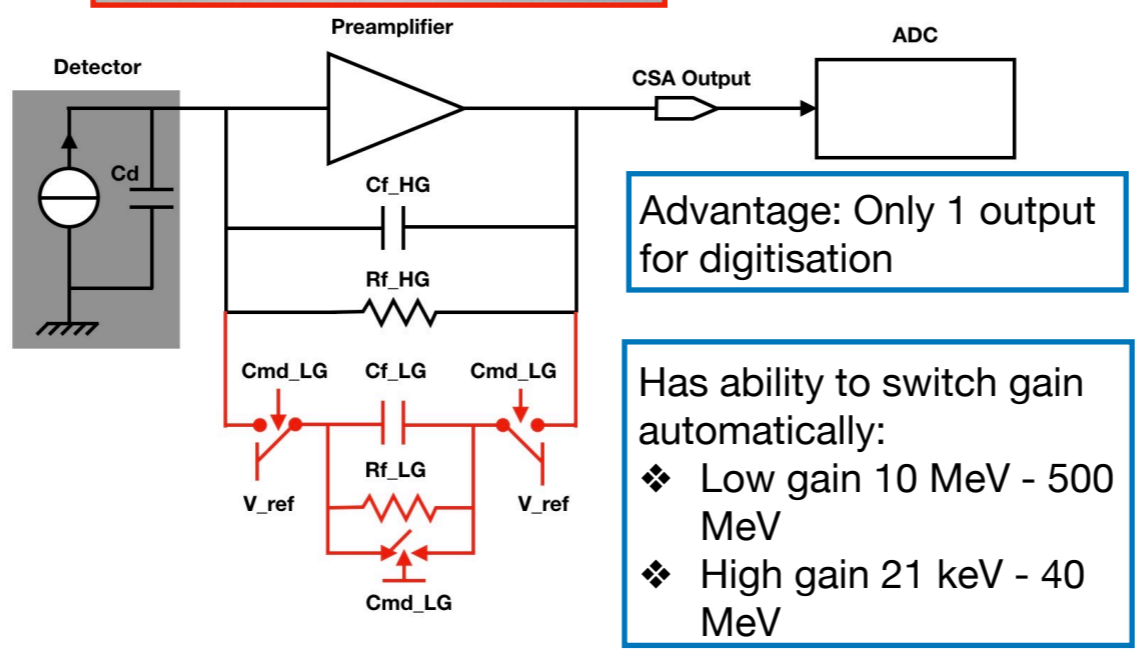 Preamplifier
ADC
Detector
CSA Output
Cd
Cf_HG
Advantage: Only 1 output
for digitisation
Rf_HG
Cmd_LG
Cf_LG
Cmd_LG
Has ability to switch gain
automatically:
❖ Low gain 10 MeV - 500
MeV
❖ High gain 21 keV - 40
MeV
Rf_LG
V_ref
V_ref
Cmd_LG